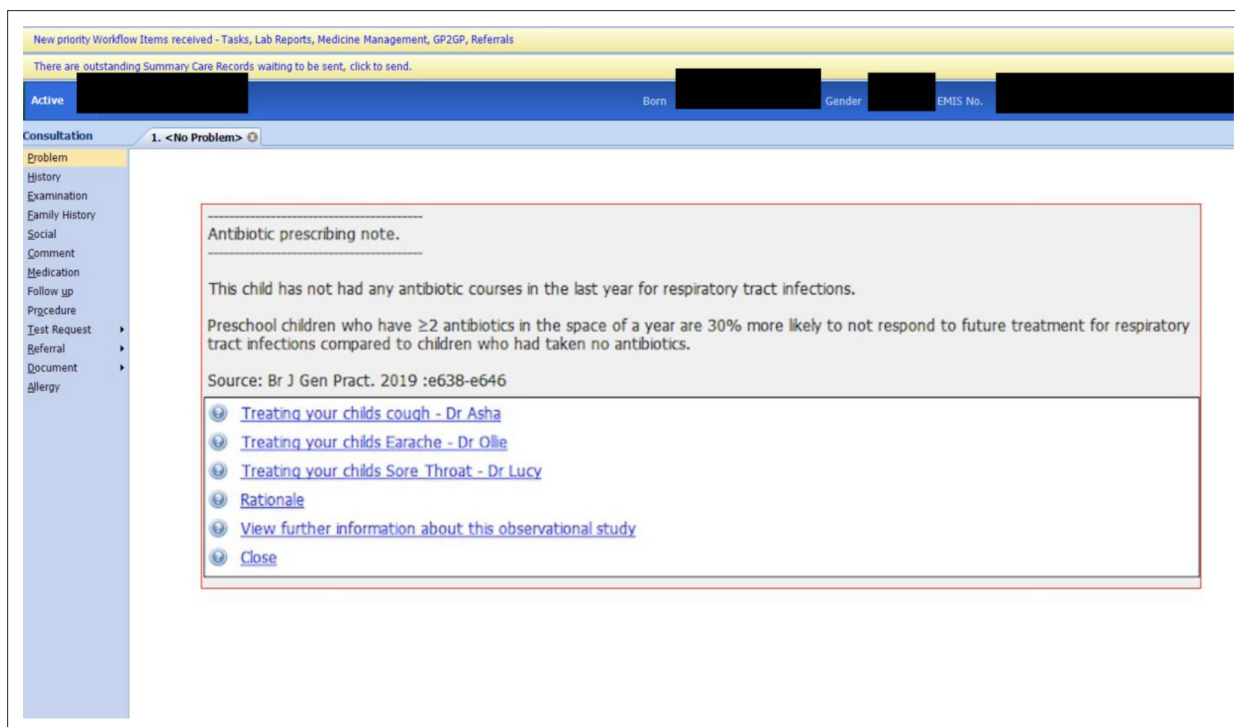 New priority Workflow Items received - Tasks, Lab Reports, Medicine Management, GP2GP, Referrals
There are outstanding Summary Care Records waiting to be sent, click to send.
Active Born Gender EMIS No.
Consultation
1. <No Problem>
Problem
History
Examination
Family History
Social
Comment
Medication
Follow up
Procedure
Test Request
Referral
Document
Allergy
----------------------------------------
Antibiotic prescribing note.
----------------------------------------
This child has not had any antibiotic courses in the last year for respiratory tract infections.
Preschool children who have ≥2 antibiotics in the space of a year are 30% more likely to not respond to future treatment for respiratory
tract infections compared to children who had taken no antibiotics.
Source: Br J Gen Pract. 2019 :e638-e646
Treating your childs cough - Dr Asha
Treating your childs Earache - Dr Ollie
Treating your childs Sore Throat - Dr Lucy
Rationale
View further information about this observational study
Close